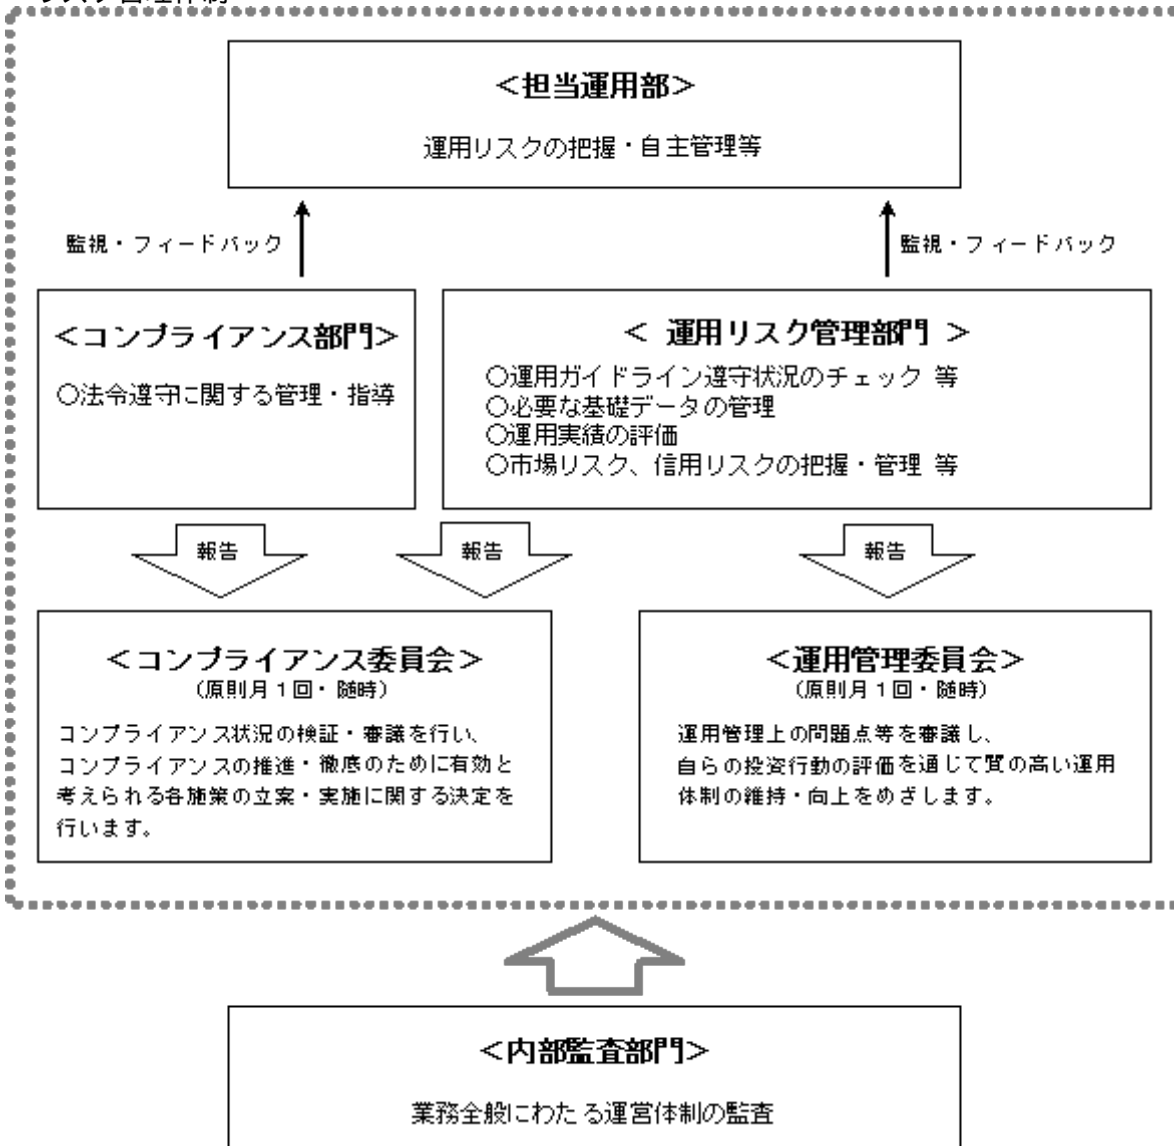 リスク管理体制
＜担当運用部＞
運用リスクの把握・自主管理等
監視・フィードバック
監視・フィードバック
＜コンプライアンス部門＞
○法令遵守に関する管理・指導
＜ 運用リスク管理部門 ＞
○運用ガイドライン遵守状況のチェック 等
○必要な基礎データの管理
○運用実績の評価
○市場リスク、信用リスクの把握・管理 等
報告
報告
報告
＜コンプライアンス委員会＞
（原則月１回・随時）
コンプライアンス状況の検証・審議を行い、
コンプライアンスの推進・徹底のために有効と
考えられる各施策の立案・実施に関する決定を
行います。
＜運用管理委員会＞
（原則月１回・随時）
運用管理上の問題点等を審議し、
自らの投資行動の評価を通じて質の高い運用
体制の維持・向上をめざします。
＜内部監査部門＞
業務全般にわたる運営体制の監査